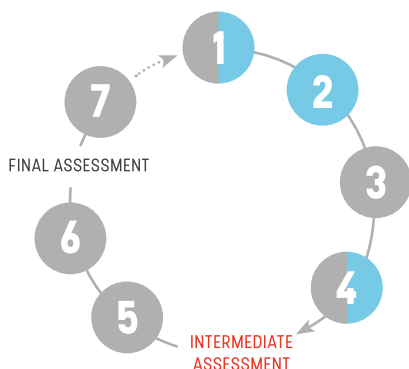 1
2
3
4
INTERMEDIATE
ASSESSMENT
5
6
FINAL ASSESSMENT
7